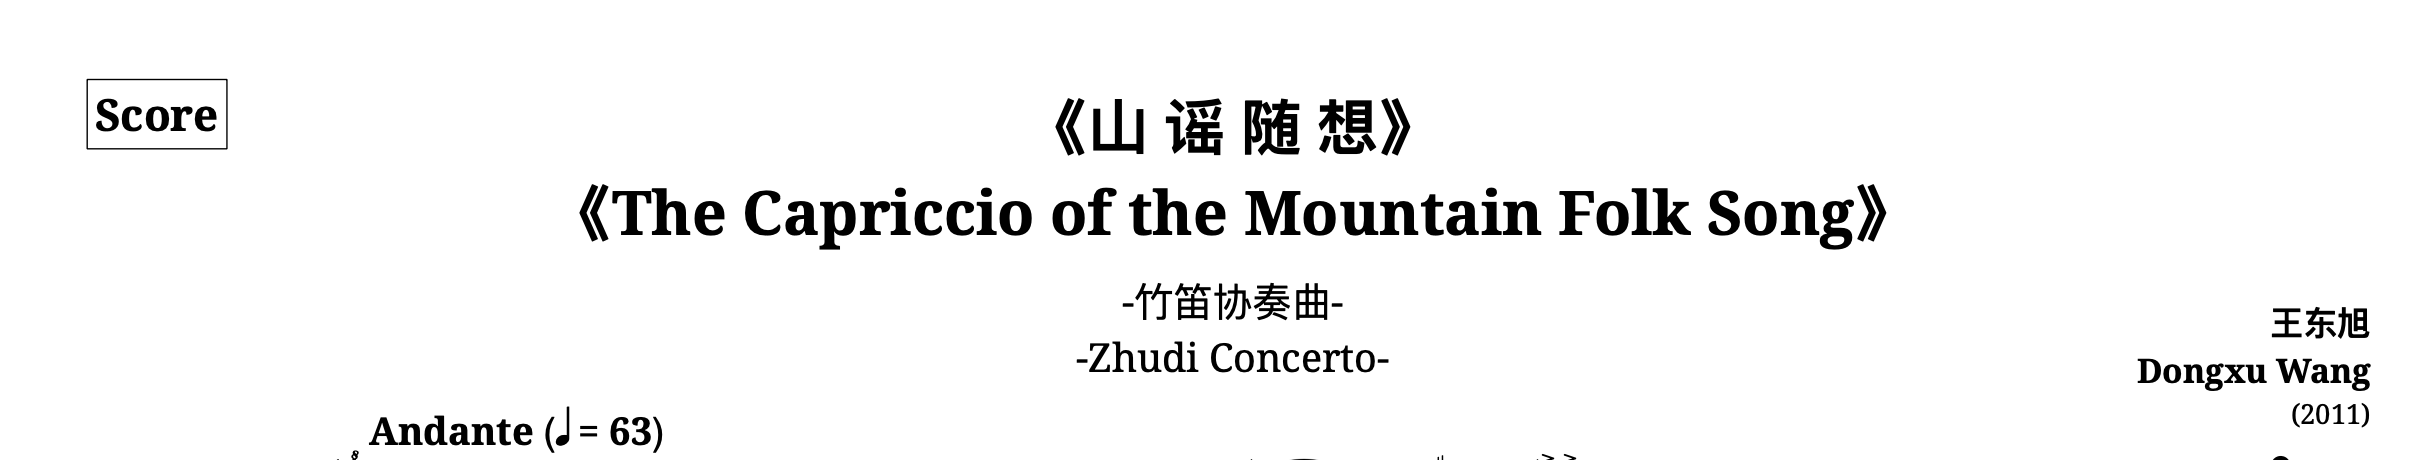 Score
《山 谣 随 想》
《The Capriccio of the Mountain Folk Song》
-竹笛协奏曲-
-Zhudi Concerto-
王东旭
Dongxu Wang
(2011)
Andante (♩= 63)